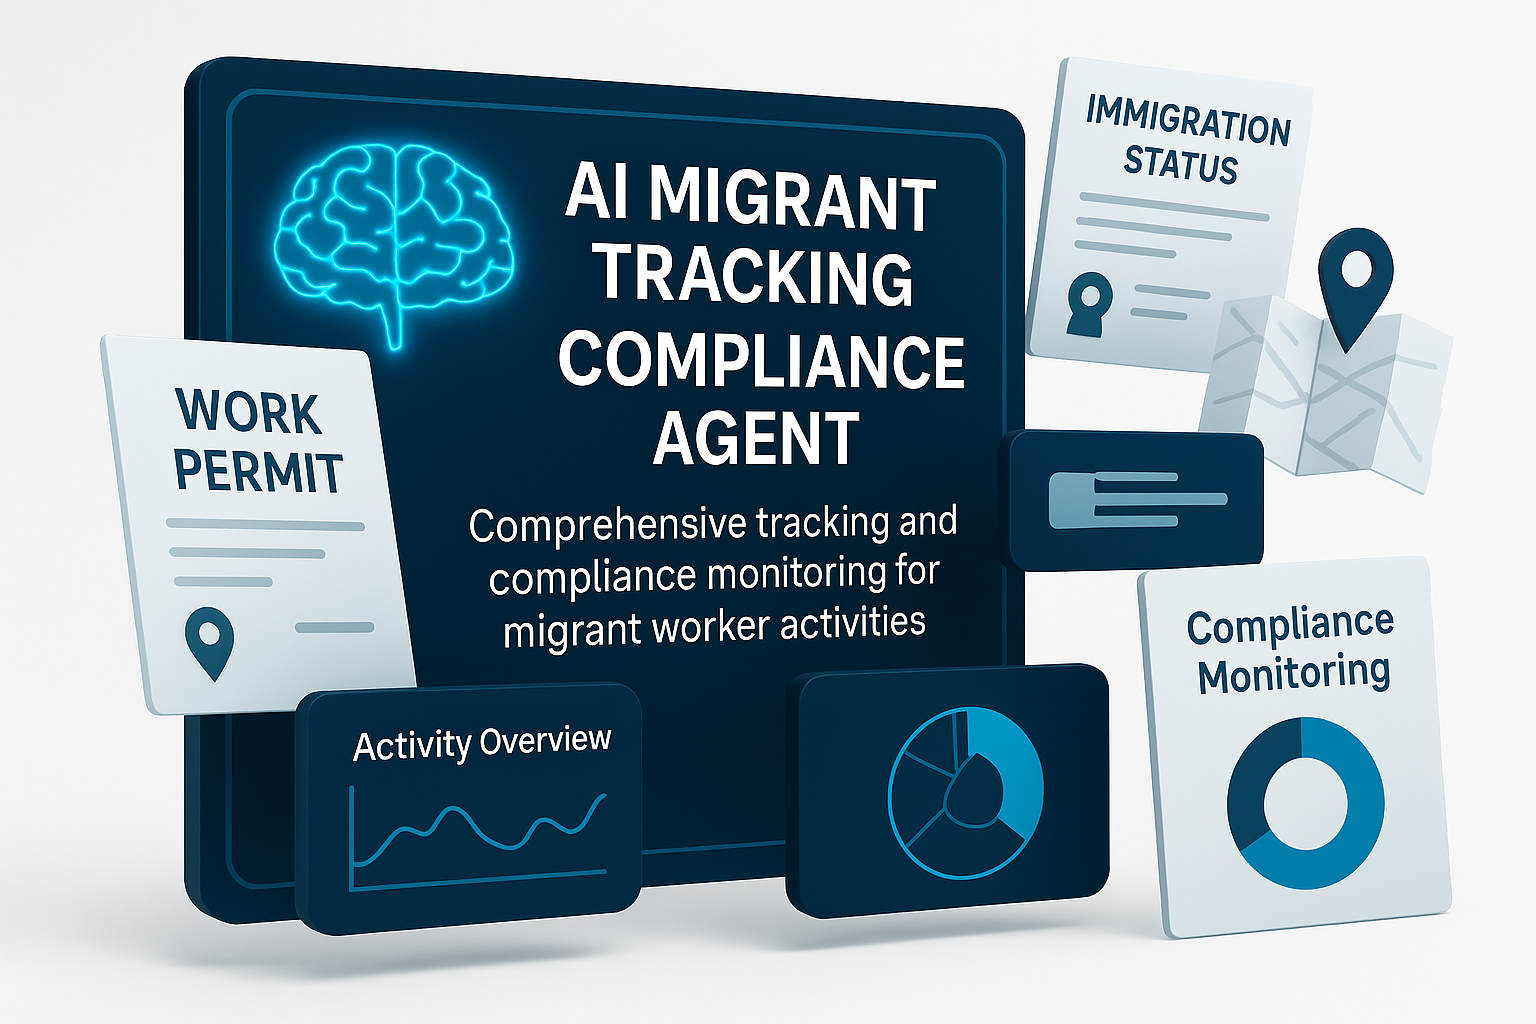 AI MIGRANT
TRACKING
COMPLIANCE
AGENT
Comprehensive tracking and
compliance monitoring for
migrant worker activities
WORK
PERMIT
IMMIGRATION
STATUS
Activity Overview
Compliance
Monitoring